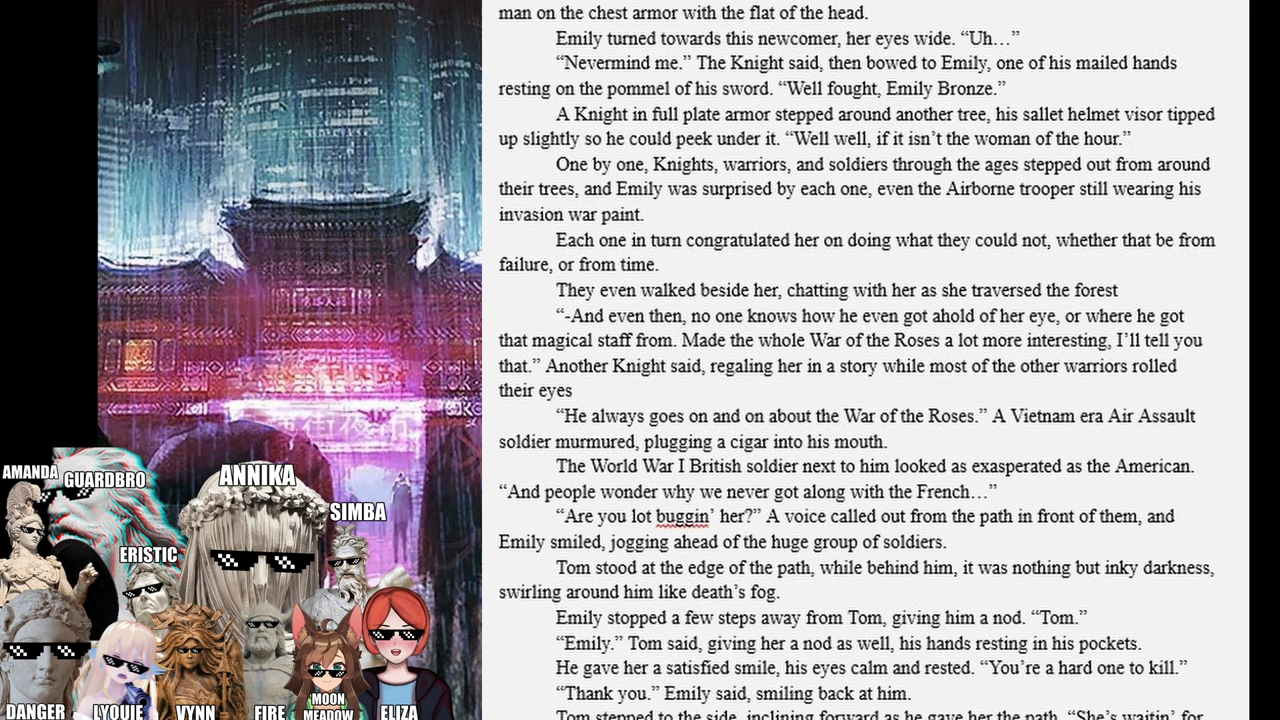 man on the chest armor with the flat of the head.
Emily turned towards this newcomer, her eyes wide. “Uh…”
“Nevermind me.” The Knight said, then bowed to Emily, one of his mailed hands
resting on the pommel of his sword. “Well fought, Emily Bronze.”
A Knight in full plate armor stepped around another tree, his sallet helmet visor tipped
up slightly so he could peek under it. “Well well, if it isn’t the woman of the hour.”
One by one, Knights, warriors, and soldiers through the ages stepped out from around
their trees, and Emily was surprised by each one, even the Airborne trooper still wearing his
invasion war paint.
Each one in turn congratulated her on doing what they could not, whether that be from
failure, or from time.
They even walked beside her, chatting with her as she traversed the forest
“-And even then, no one knows how he even got ahold of her eye, or where he got
that magical staff from. Made the whole War of the Roses a lot more interesting, I’ll tell you
that.” Another Knight said, regaling her in a story while most of the other warriors rolled
their eyes
“He always goes on and on about the War of the Roses.” A Vietnam era Air Assault
soldier murmured, plugging a cigar into his mouth.
The World War I British soldier next to him looked as exasperated as the American.
“And people wonder why we never got along with the French…”
“Are you lot buggin’ her?” A voice called out from the path in front of them, and
Emily smiled, jogging ahead of the huge group of soldiers.
Tom stood at the edge of the path, while behind him, it was nothing but inky darkness,
swirling around him like death’s fog.
Emily stopped a few steps away from Tom, giving him a nod. “Tom.”
“Emily.” Tom said, giving her a nod as well, his hands resting in his pockets.
He gave her a satisfied smile, his eyes calm and rested. “You’re a hard one to kill.”
“Thank you.” Emily said, smiling back at him.
Tom stepped to the side, inclining forward as he gave her the path. “She’s waitin’ for
AMANDA
GUARDBRO
ANNIKA
SIMBA
ERISTIC
DANGER
LYQUIE
VYNN
FIRE
MOON
MEADOW
ELIZA